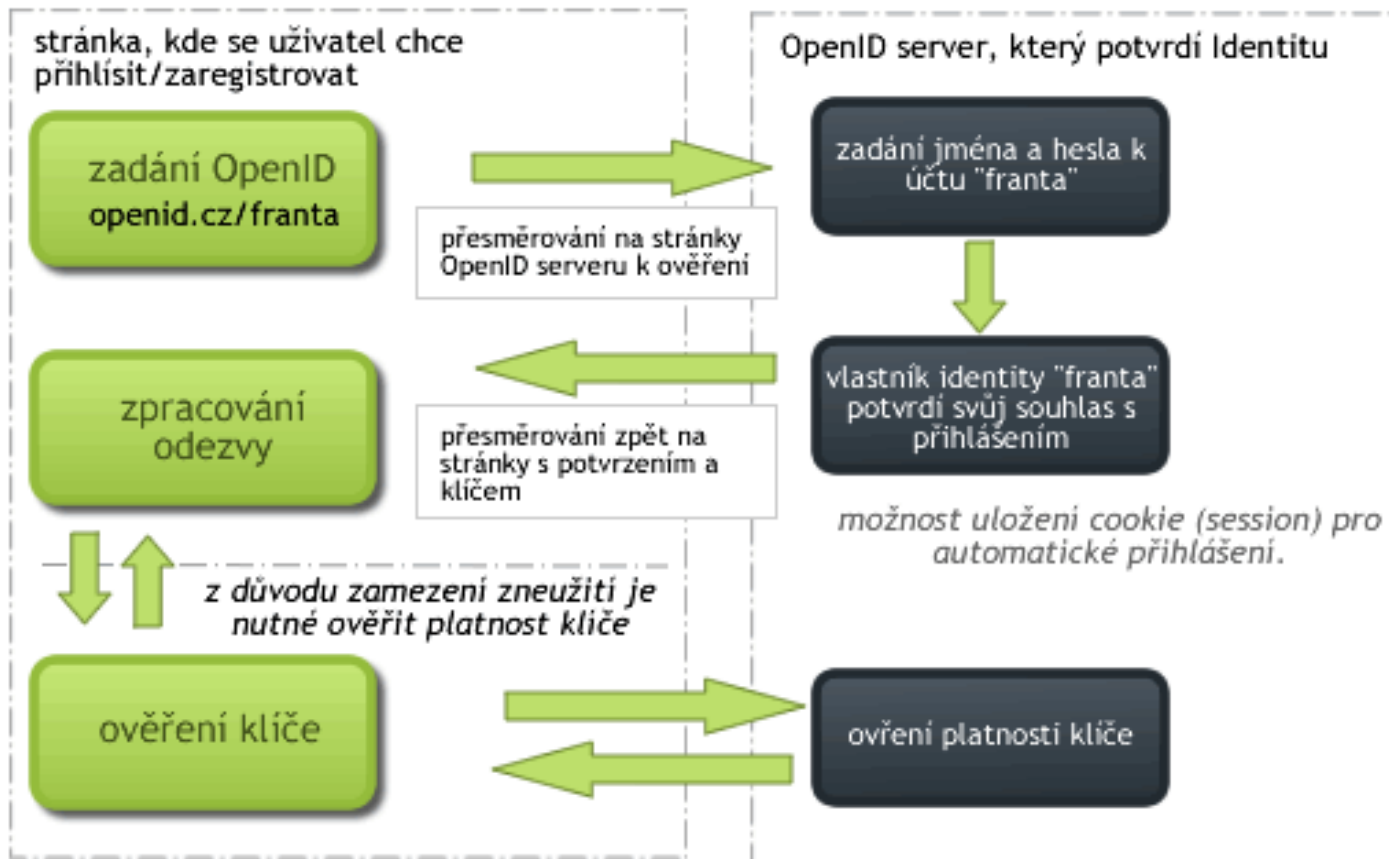 stránka, kde se uživatel chce
přihlísit/zaregistrovat
OpenID server, který potvrdí Identitu
zadání OpenID
openid.cz/franta
zadání jména a hesla k
účtu "franta"
přesměrování na stránky
OpenID serveru k ověření
zpracování
odezvy
vlastník identity "franta"
potvrdí svůj souhlas s
přihlášením
přesměrování zpět na
stránky s potvrzením a
klíčem
možnost uložení cookie (session) pro
automatické přihlášení.
z důvodu zamezení zneužití je
nutné ověřit platnost kliče
ověření klíče
ovření platnosti klíče